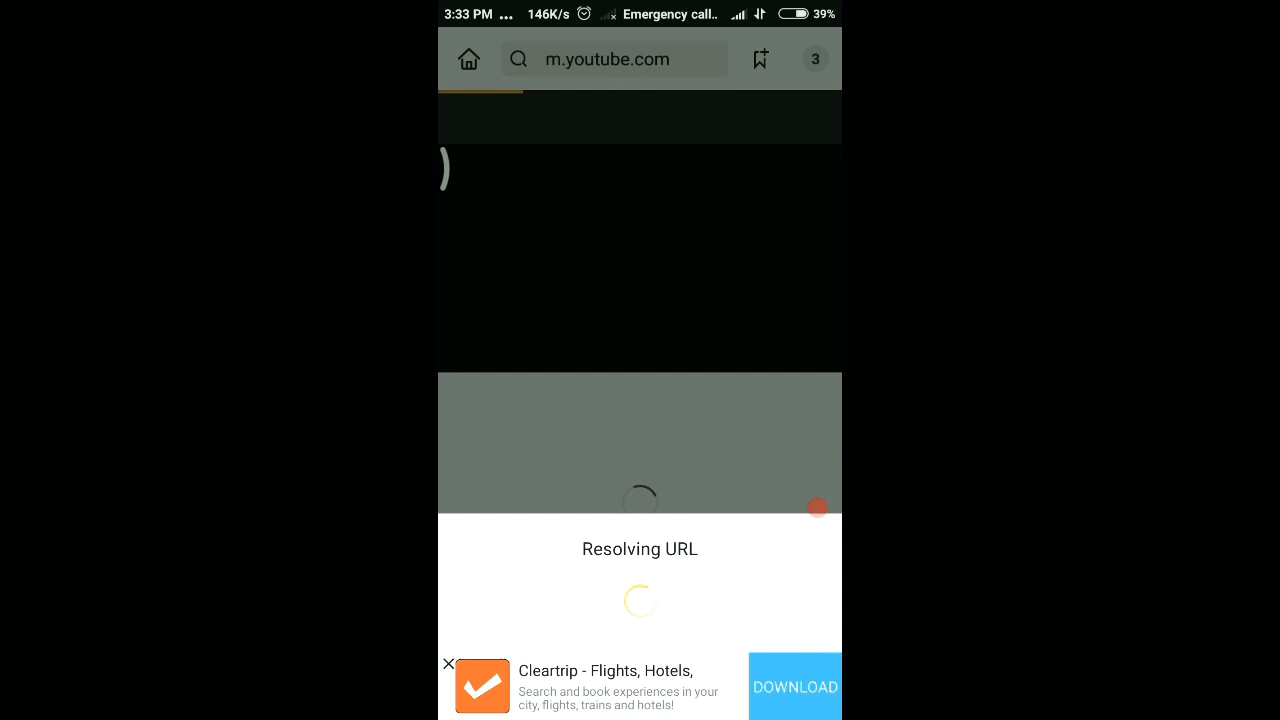 3:33 PM ... 146K/s Emergency call.. 39%
m.youtube.com 3
Resolving URL
Cleartrip - Flights, Hotels,
Search and book experiences in your
city, flights, trains and hotels!
DOWNLOAD